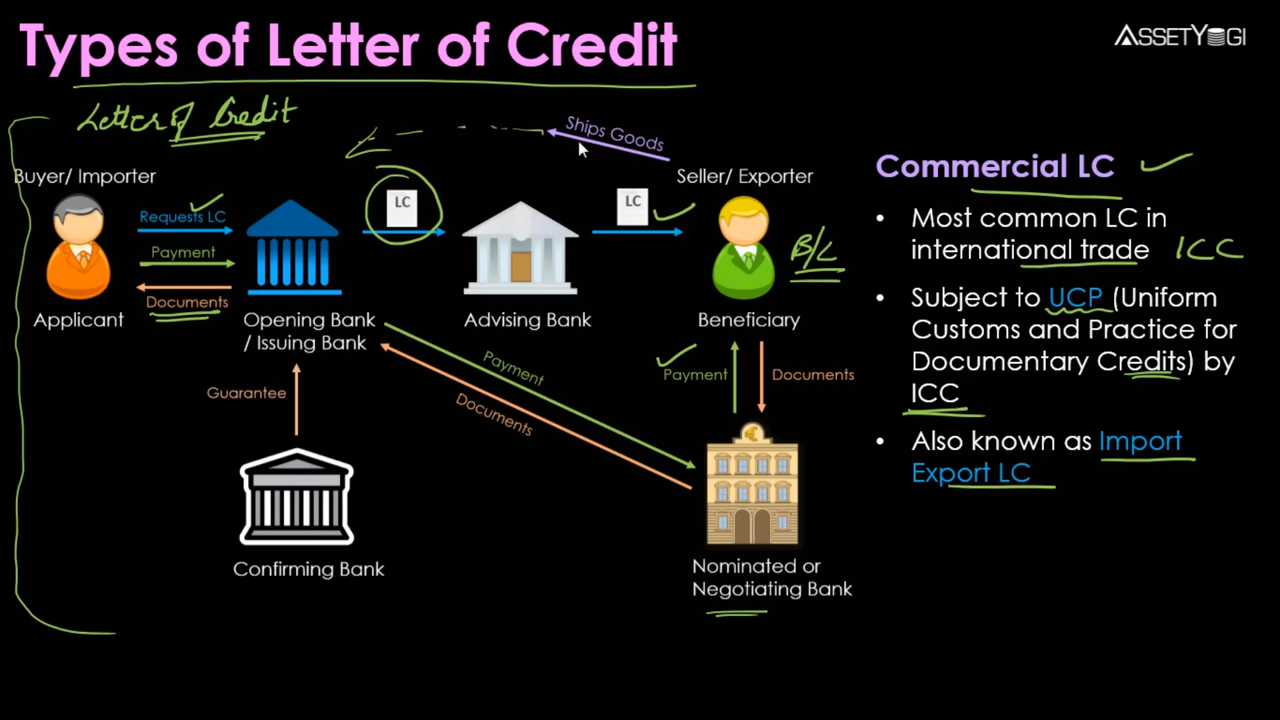 Types of Letter of Credit
ASSETYOGI
Letter of Credit
Ships Goods
Buyer/ Importer
Seller/ Exporter
Requests LC
LC
LC
Payment
Documents
B/L
Applicant
Opening Bank
/ Issuing Bank
Advising Bank
Beneficiary
Guarantee
Payment
Documents
Payment
Documents
Confirming Bank
Nominated or
Negotiating Bank
Commercial LC
• Most common LC in
international trade ICC
• Subject to UCP (Uniform
Customs and Practice for
Documentary Credits) by
ICC
• Also known as Import
Export LC